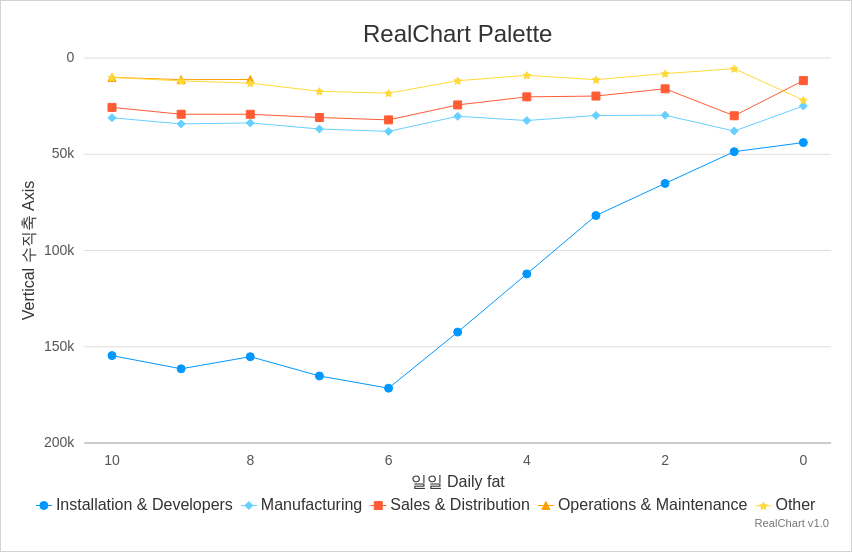 RealChart Palette
0
50k
100k
150k
200k
Vertical 수직축 Axis
10 8 6 4 2 0
일일 Daily fat
Installation & Developers Manufacturing Sales & Distribution Operations & Maintenance Other
RealChart v1.0